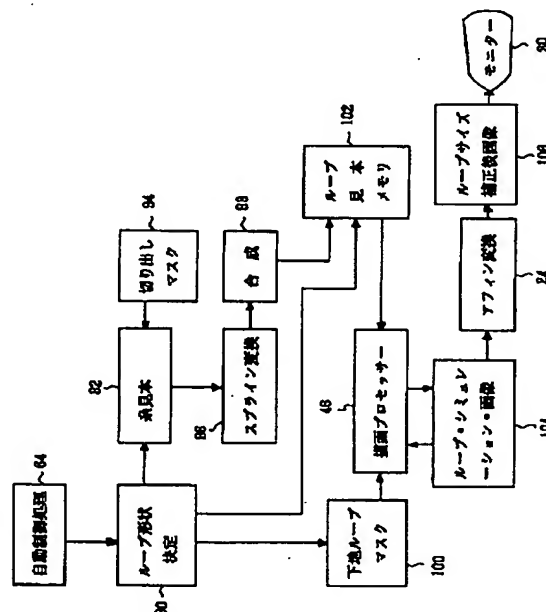 自動制御処理
64
ループ形状
決定
80
糸見本
82
切り出し
マスク
84
スプライン変換
86
合成
88
ループ
見本
メモリ
102
下地ループ
マスク
100
描画プロセッサー
48
ループ・シミュレ
ーション・画像
104
アフィン変換
94
ループサイズ
補正後画像
106
モニター
90